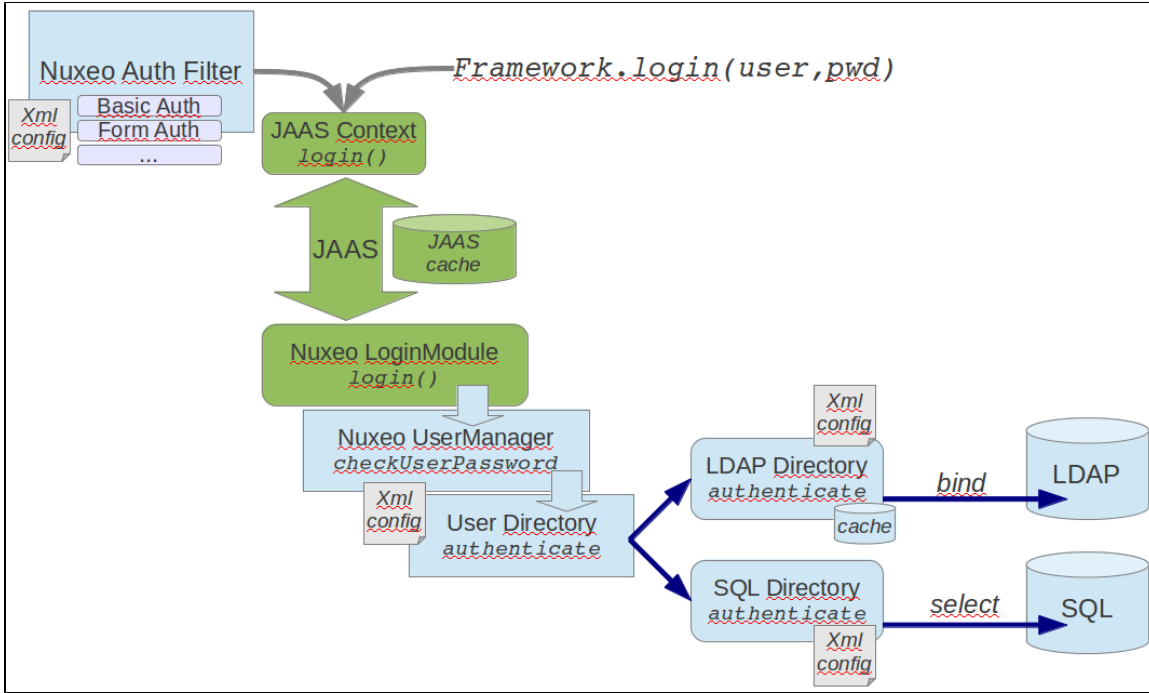 Nuxeo Auth Filter
Xml
config
Basic Auth
Form Auth
...
Framework.login(user,pwd)
JAAS Context
login()
JAAS
JAAS
cache
Nuxeo LoginModule
login()
Nuxeo UserManager
checkUserPassword
Xml
config
User Directory
authenticate
Xml
config
LDAP Directory
authenticate
cache
bind
LDAP
SQL Directory
authenticate
Xml
config
select
SQL